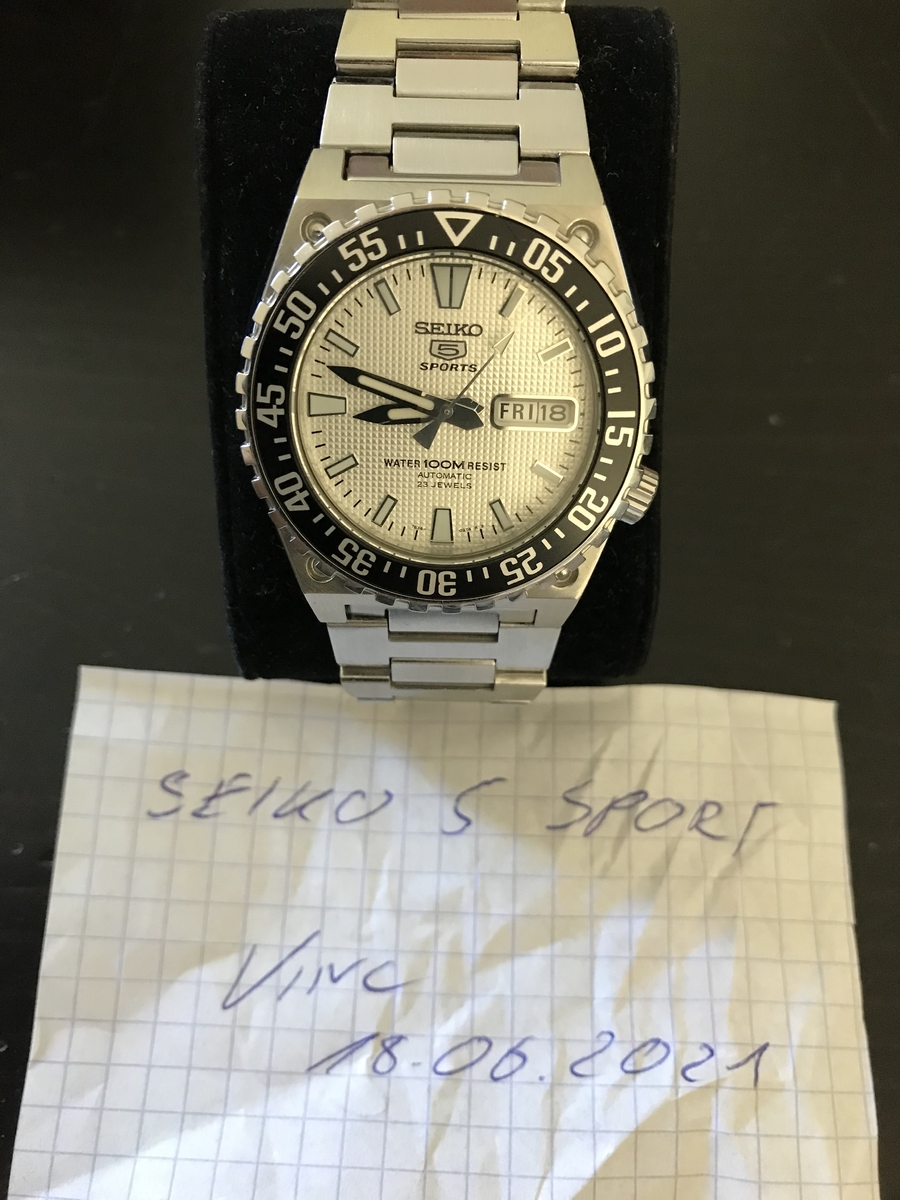 55 05
50 10
45 15
40 20
35 30 25
SEIKO
5
SPORTS
FRI 18
WATER 100M RESIST
AUTOMATIC
23 JEWELS
SEIKO 5 SPORT
VINC
18.06.2021